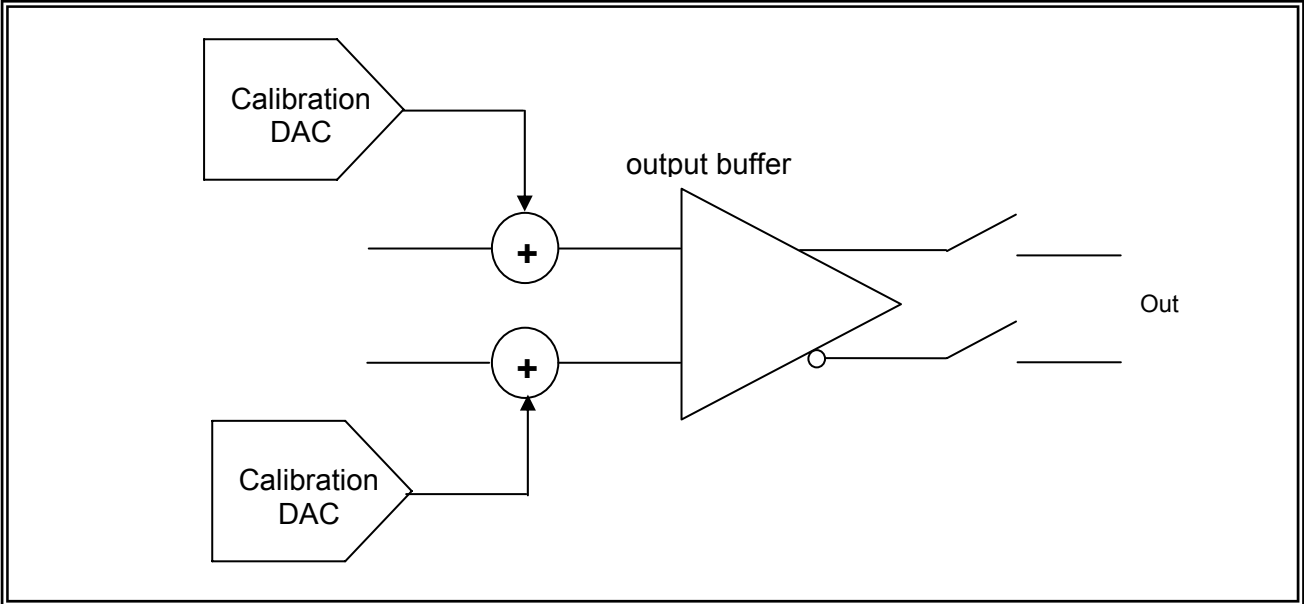 Calibration
DAC
output buffer
+
+
Out
Calibration
DAC